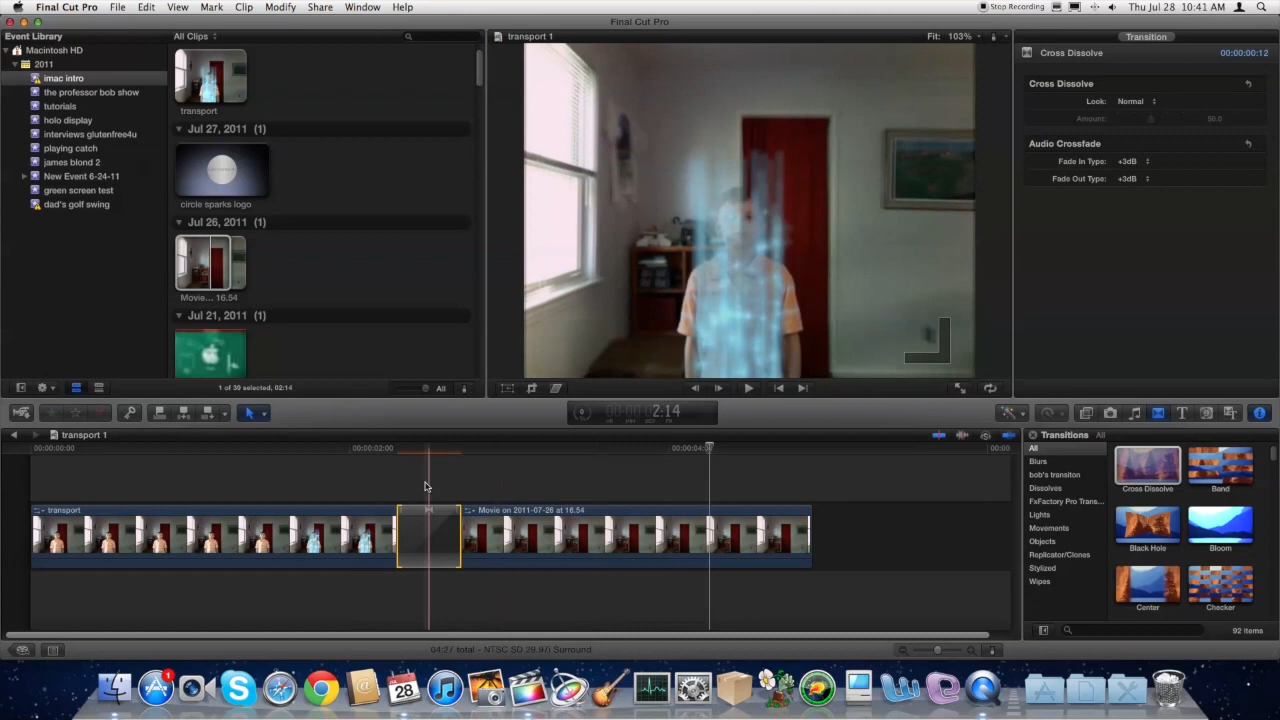 Final Cut Pro File Edit View Mark Clip Modify Share Window Help Stop Recording Thu Jul 28 10:41 AM
Final Cut Pro
Event Library
Macintosh HD
2011
imac intro
the professor bob show
tutorials
holo display
interviews glutenfree4u
playing catch
james blond 2
New Event 6-24-11
green screen test
dad's golf swing
All Clips
transport
Jul 27, 2011 (1)
circle sparks logo
Jul 26, 2011 (1)
Movie... 16.54
Jul 21, 2011 (1)
1 of 39 selected, 02:14
All
transport 1
Fit: 103%
Transition
Cross Dissolve 00:00:00:12
Cross Dissolve
Look: Normal
Amount: 50.0
Audio Crossfade
Fade In Type: +3dB
Fade Out Type: +3dB
2:14
transport 1
00:00:00:00 00:00:02:00 00:00:04:00 00:00
transport
Movie on 2011-07-26 at 16.54
04:27 total - NTSC SD 29.97i Surround
Transitions All
All
Blurs
bob's transiton
Dissolves
FxFactory Pro Trans...
Lights
Movements
Objects
Replicator/Clones
Stylized
Wipes
Cross Dissolve
Band
Black Hole
Bloom
Center
Checker
92 items
1
JUL
28